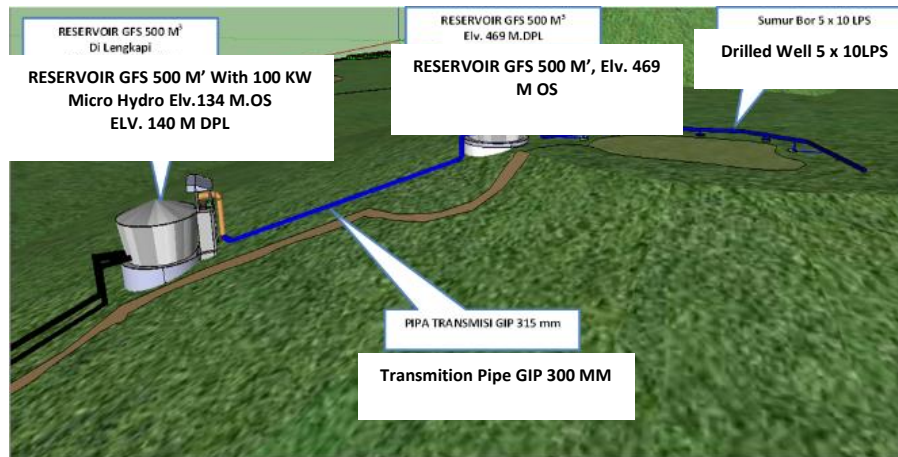 RESERVOIR GFS 500 M³
Di Lengkapi
RESERVOIR GFS 500 M’ With 100 KW
Micro Hydro Elv.134 M.OS
ELV. 140 M DPL
RESERVOIR GFS 500 M³
Elv. 469 M.DPL
RESERVOIR GFS 500 M’, Elv. 469
M OS
Sumur Bor 5 x 10 LPS
Drilled Well 5 x 10LPS
PIPA TRANSMISI GIP 315 mm
Transmition Pipe GIP 300 MM